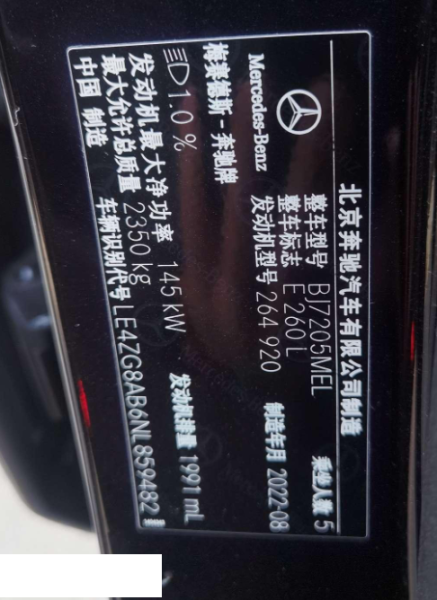 北京奔驰汽车有限公司制造
Mercedes-Benz
梅赛德斯-奔驰牌
整车型号 BJ7205MEL
整车标志 E 260 L
发动机型号 264 920
乘坐人数 5
制造年月 2022-08
1.0 %
发动机最大净功率 145 kW
发动机排量 1991 mL
最大允许总质量 2350 kg
中国 制造
车辆识别代号 LE4ZG8AB6NL859482